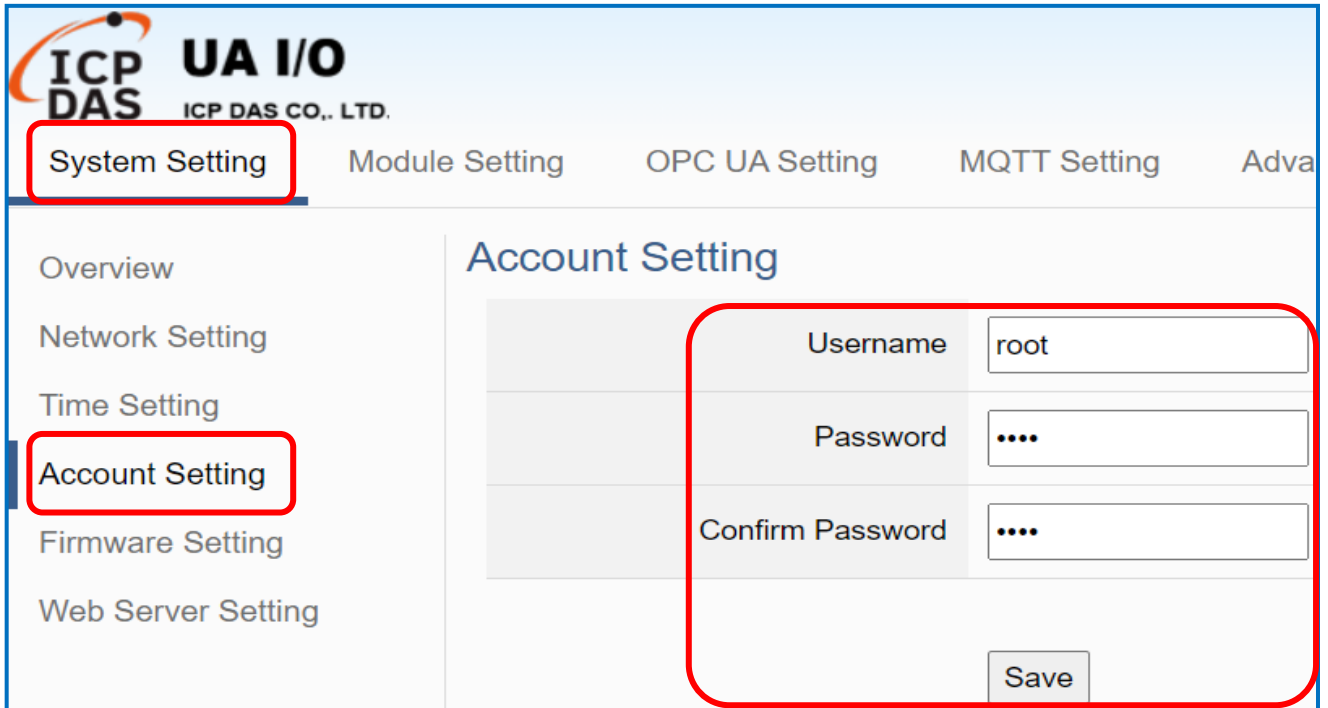 ICP
DAS
UA I/O
ICP DAS CO,. LTD.
System Setting Module Setting OPC UA Setting MQTT Setting Adva
Overview
Network Setting
Time Setting
Account Setting
Firmware Setting
Web Server Setting
Account Setting
Username root
Password ••••
Confirm Password ••••
Save